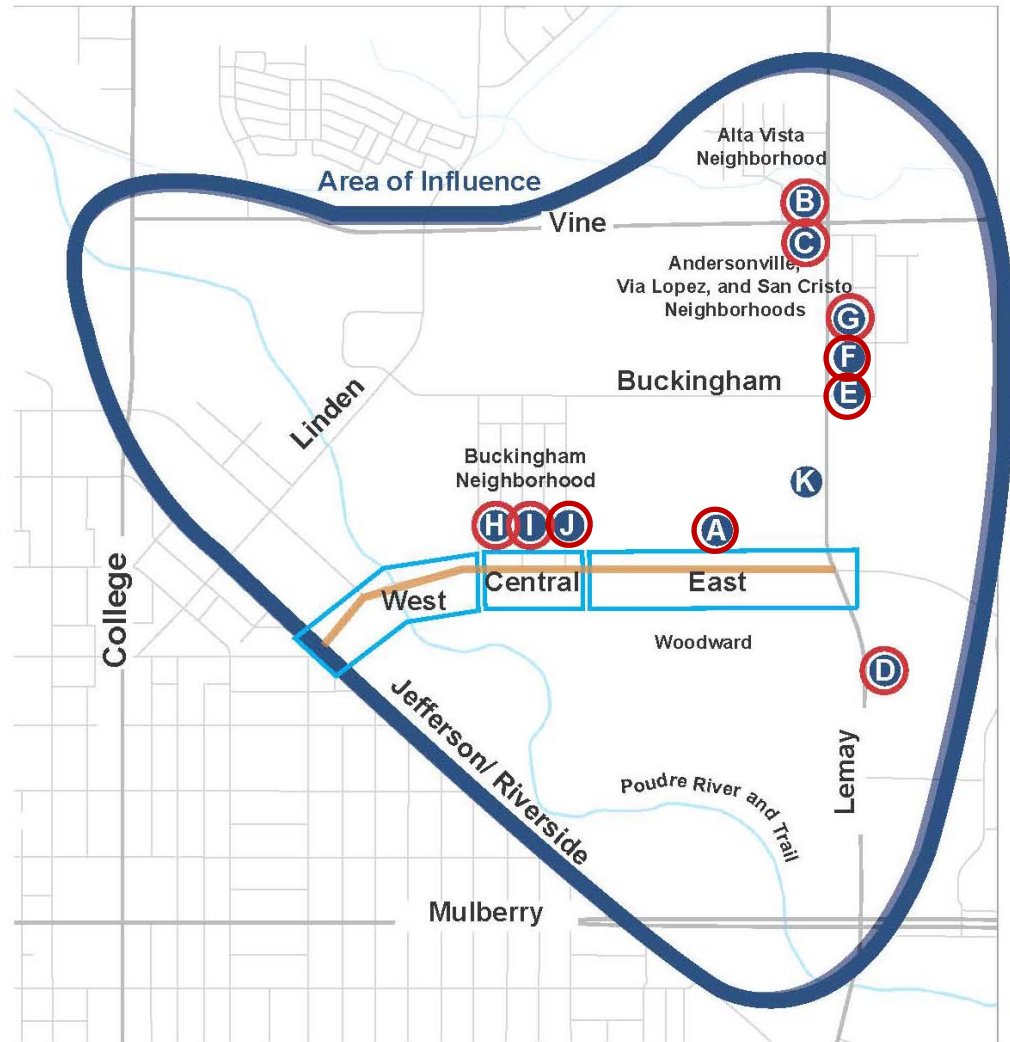 Alta Vista
Neighborhood
Area of Influence
B
Vine
C
Andersonville,
Via Lopez, and San Cristo
Neighborhoods
G
F
Buckingham
E
Linden
Buckingham
Neighborhood
K
H I J
A
College
West
Central
East
Woodward
D
Jefferson/ Riverside
Lemay
Poudre River and Trail
Mulberry